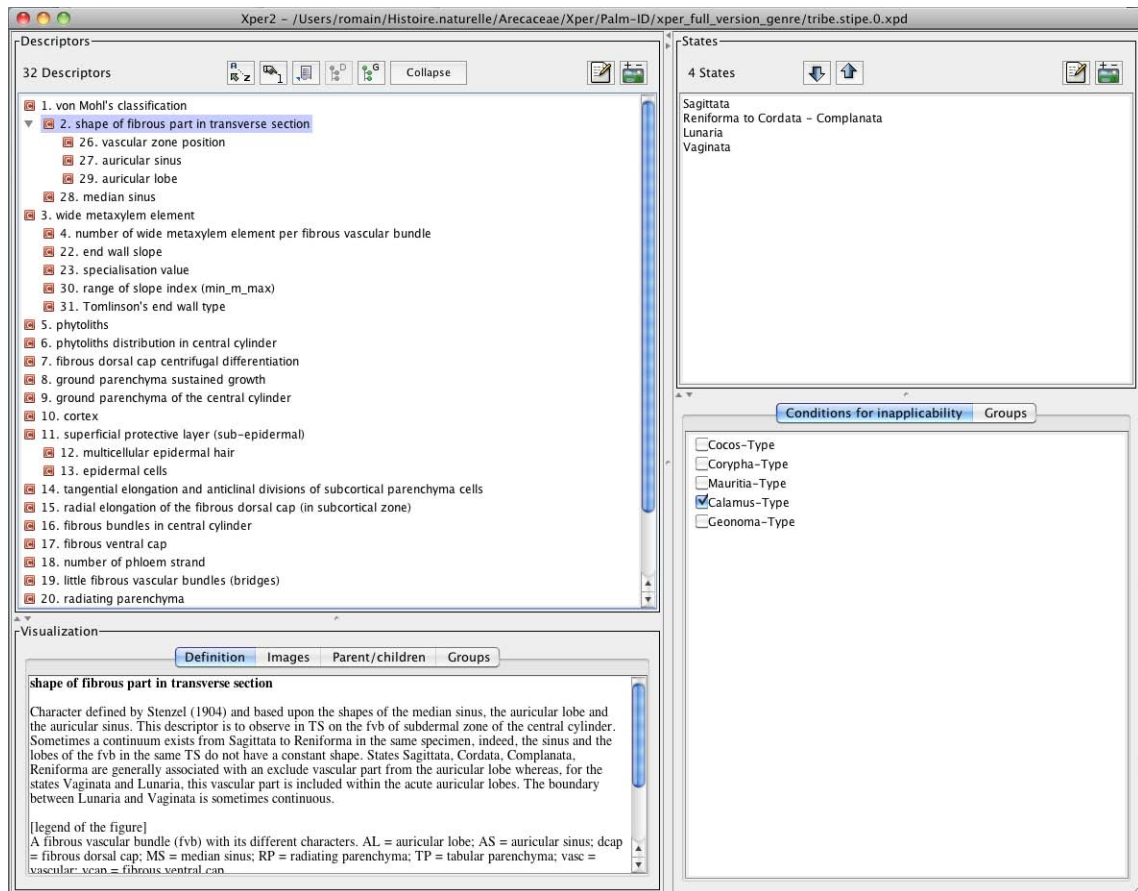 Xper2 - /Users/romain/Histoire.naturelle/Arecaceae/Xper/Palm-ID/xper_full_version_genre/tribe.stipe.0.xpd
Descriptors
32 Descriptors
Collapse
1. von Mohl's classification
2. shape of fibrous part in transverse section
26. vascular zone position
27. auricular sinus
29. auricular lobe
28. median sinus
3. wide metaxylem element
4. number of wide metaxylem element per fibrous vascular bundle
22. end wall slope
23. specialisation value
30. range of slope index (min_m_max)
31. Tomlinson's end wall type
5. phytoliths
6. phytoliths distribution in central cylinder
7. fibrous dorsal cap centrifugal differentiation
8. ground parenchyma sustained growth
9. ground parenchyma of the central cylinder
10. cortex
11. superficial protective layer (sub-epidermal)
12. multicellular epidermal hair
13. epidermal cells
14. tangential elongation and anticlinal divisions of subcortical parenchyma cells
15. radial elongation of the fibrous dorsal cap (in subcortical zone)
16. fibrous bundles in central cylinder
17. fibrous ventral cap
18. number of phloem strand
19. little fibrous vascular bundles (bridges)
20. radiating parenchyma
Visualization
Definition Images Parent/children Groups
shape of fibrous part in transverse section
Character defined by Stenzel (1904) and based upon the shapes of the median sinus, the auricular lobe and
the auricular sinus. This descriptor is to observe in TS on the fvb of subdermal zone of the central cylinder.
Sometimes a continuum exists from Sagittata to Reniforma in the same specimen, indeed, the sinus and the
lobes of the fvb in the same TS do not have a constant shape. States Sagittata, Cordata, Complanata,
Reniforma are generally associated with an exclude vascular part from the auricular lobe whereas, for the
states Vaginata and Lunaria, this vascular part is included within the acute auricular lobes. The boundary
between Lunaria and Vaginata is sometimes continuous.
[legend of the figure]
A fibrous vascular bundle (fvb) with its different characters. AL = auricular lobe; AS = auricular sinus; dcap
= fibrous dorsal cap; MS = median sinus; RP = radiating parenchyma; TP = tabular parenchyma; vasc =
vascular; vcap = fibrous ventral cap
States
4 States
Sagittata
Reniforma to Cordata - Complanata
Lunaria
Vaginata
Conditions for inapplicability Groups
Cocos-Type
Corypha-Type
Mauritia-Type
Calamus-Type
Geonoma-Type